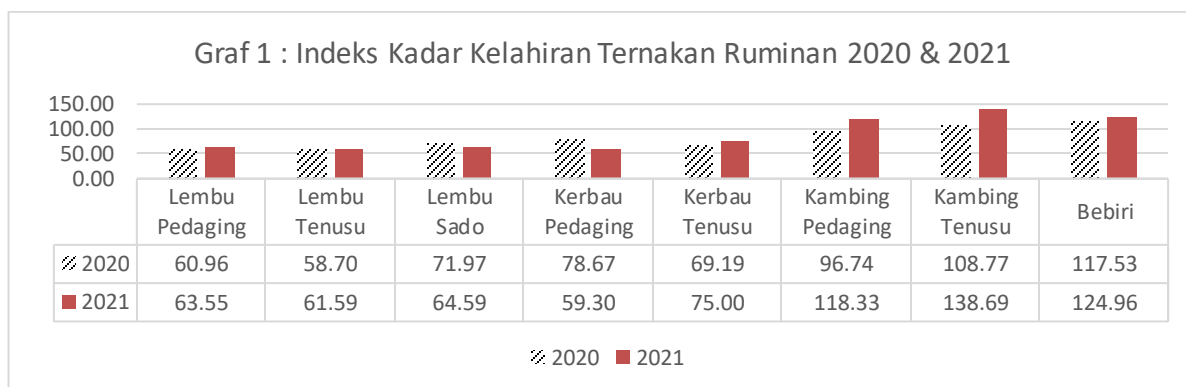 Graf 1 : Indeks Kadar Kelahiran Ternakan Ruminan 2020 & 2021
150.00
100.00
50.00
0.00
Lembu Pedaging
Lembu Tenusu
Lembu Sado
Kerbau Pedaging
Kerbau Tenusu
Kambing Pedaging
Kambing Tenusu
Bebiri
2020 60.96 58.70 71.97 78.67 69.19 96.74 108.77 117.53
2021 63.55 61.59 64.59 59.30 75.00 118.33 138.69 124.96
2020 2021